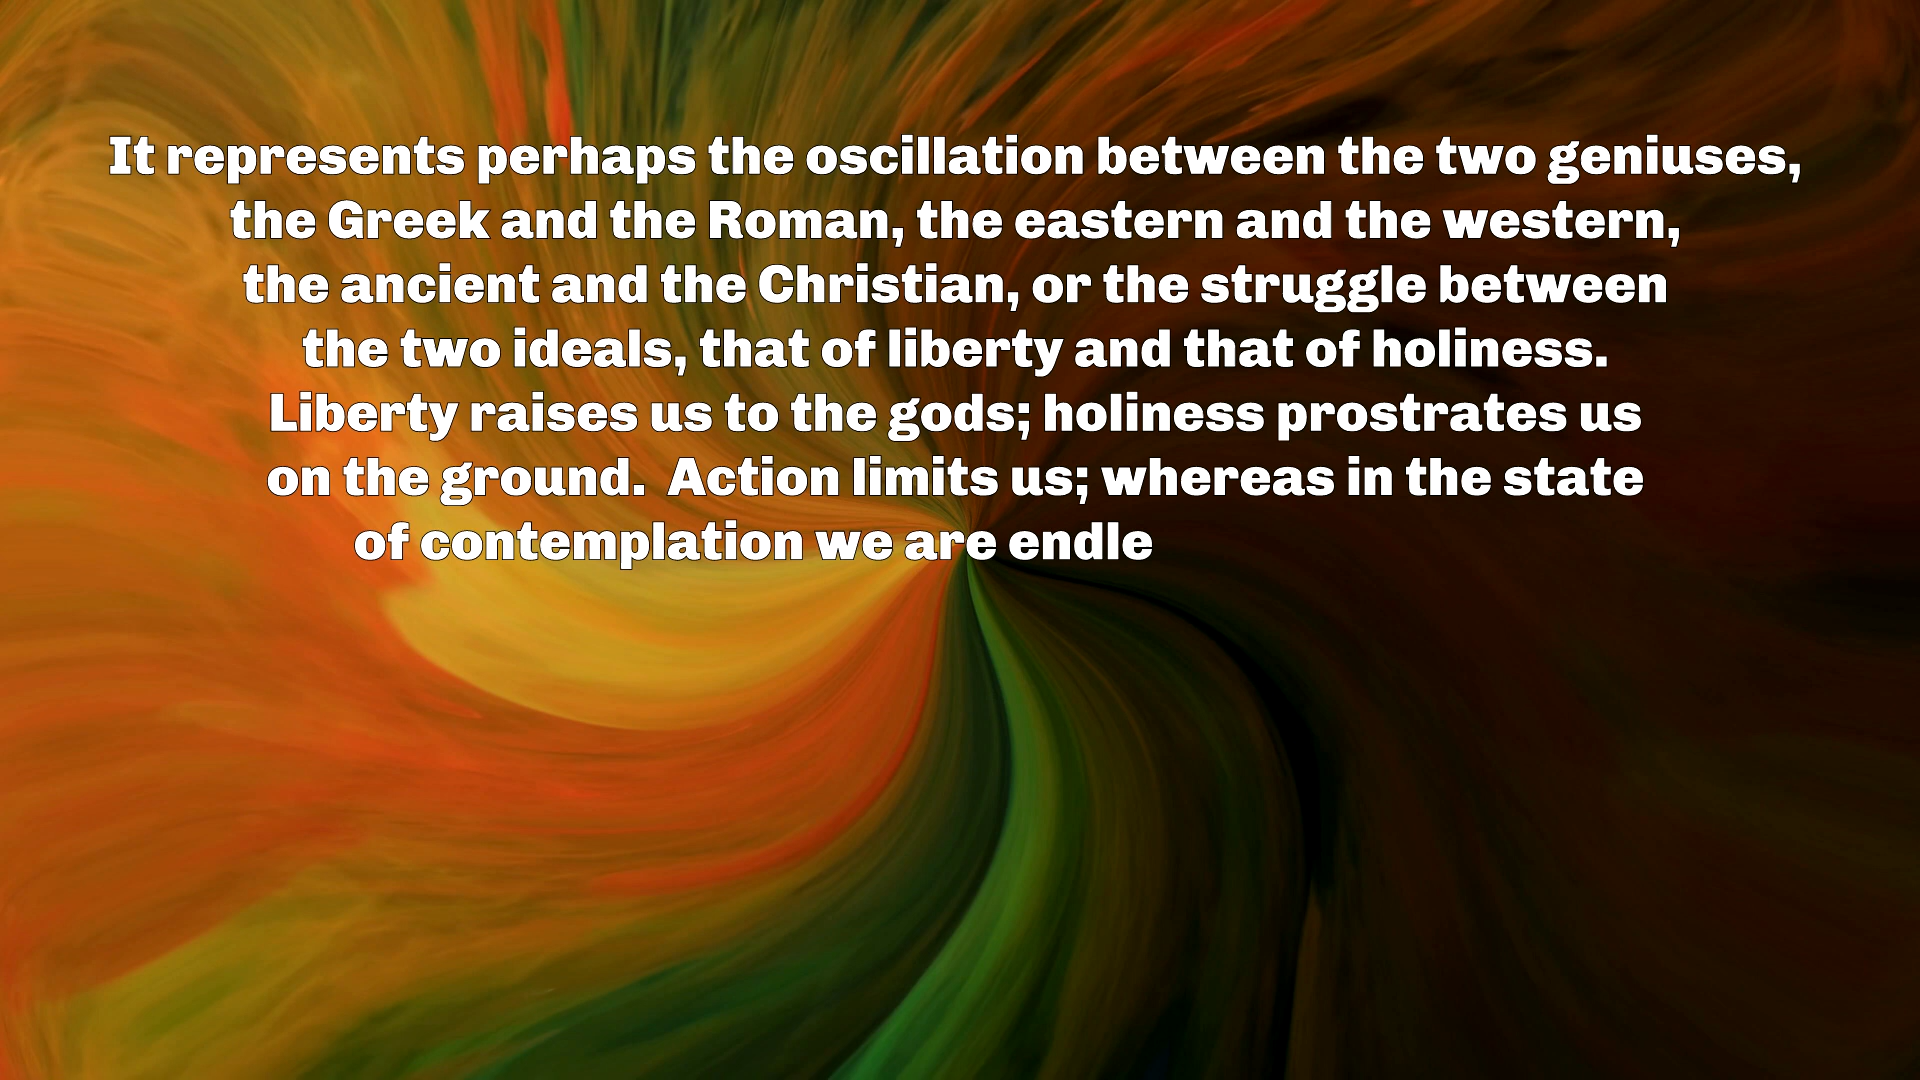 It represents perhaps the oscillation between the two geniuses,
the Greek and the Roman, the eastern and the western,
the ancient and the Christian, or the struggle between
the two ideals, that of liberty and that of holiness.
Liberty raises us to the gods; holiness prostrates us
on the ground.  Action limits us; whereas in the state
of contemplation we are endle